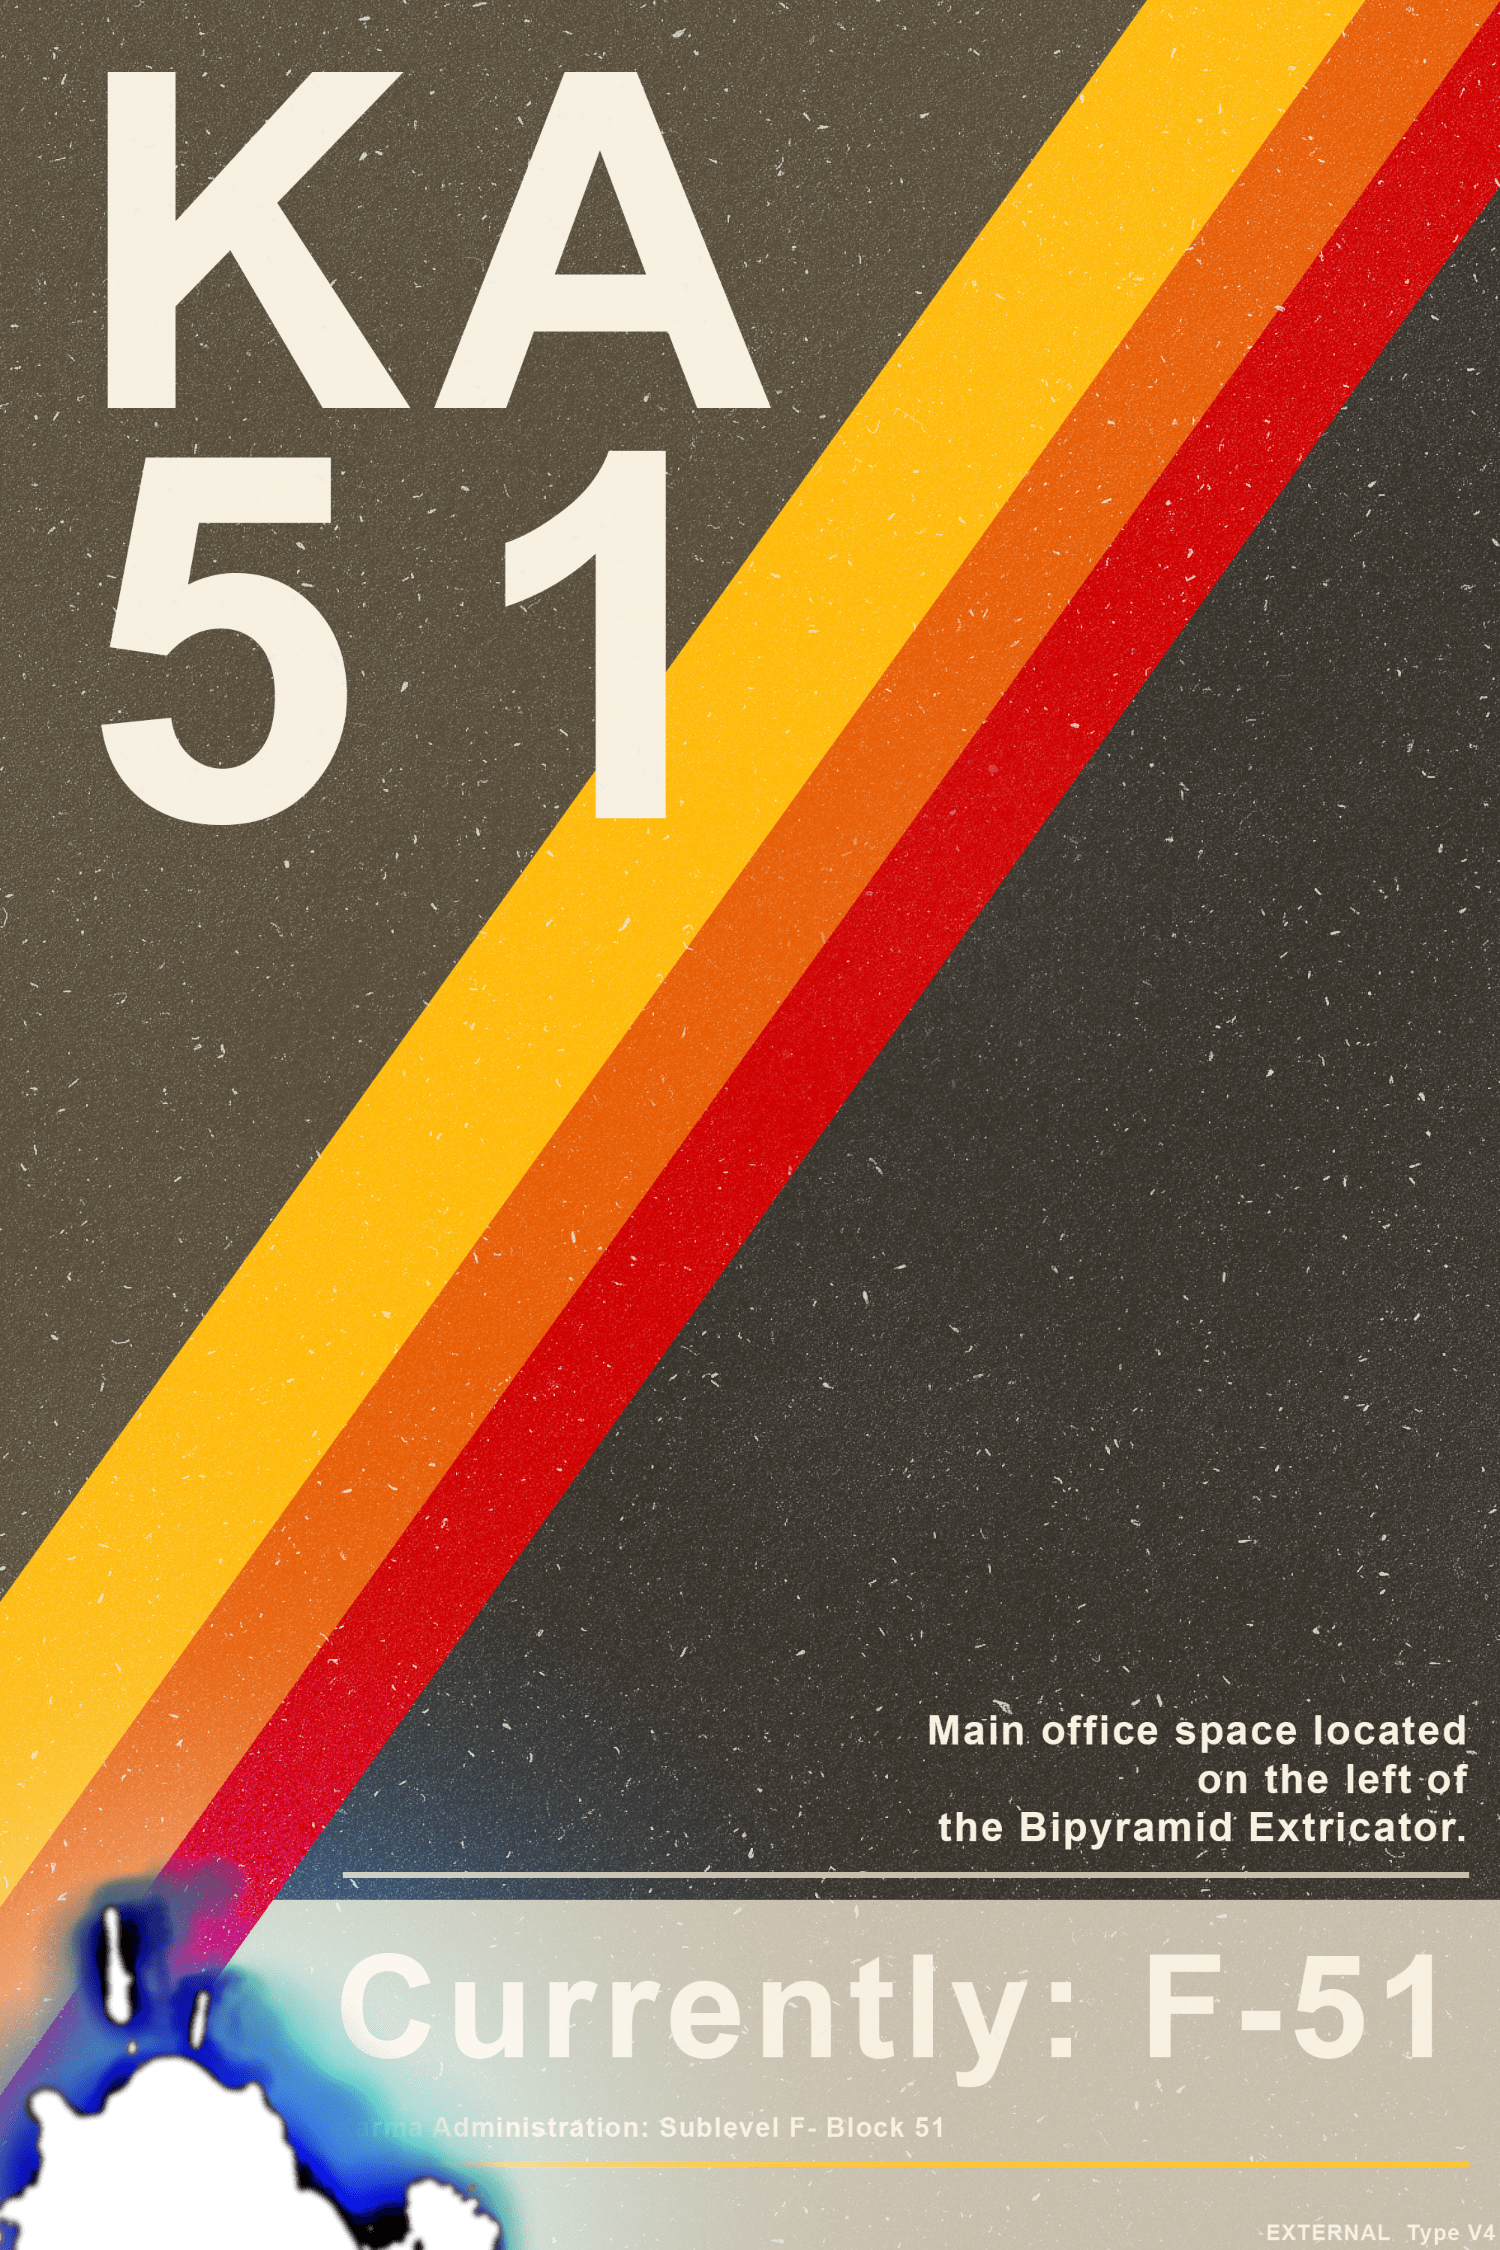 KA
51
Main office space located
on the left of
the Bipyramid Extricator.
Currently: F-51
Karma Administration: Sublevel F- Block 51
EXTERNAL Type V4